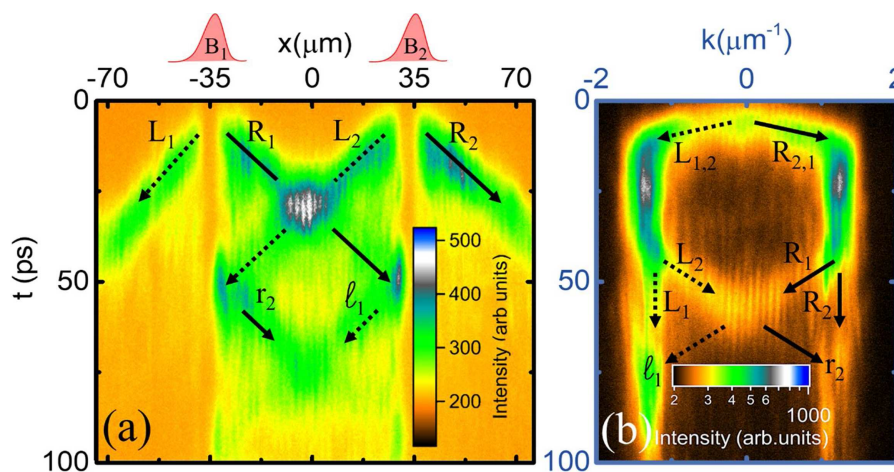 B1 x(μm) B2
-70 -35 0 35 70
0
50
100
t (ps)
L1 R1 L2 R2
r2 ℓ1
500
400
300
200
Intensity (arb units)
(a)
k(μm-1)
-2 0 2
L1,2 R2,1
L2 R1
L1 R2
ℓ1 r2
2 3 4 5 6 1000
Intensity (arb.units)
(b)
0
50
100